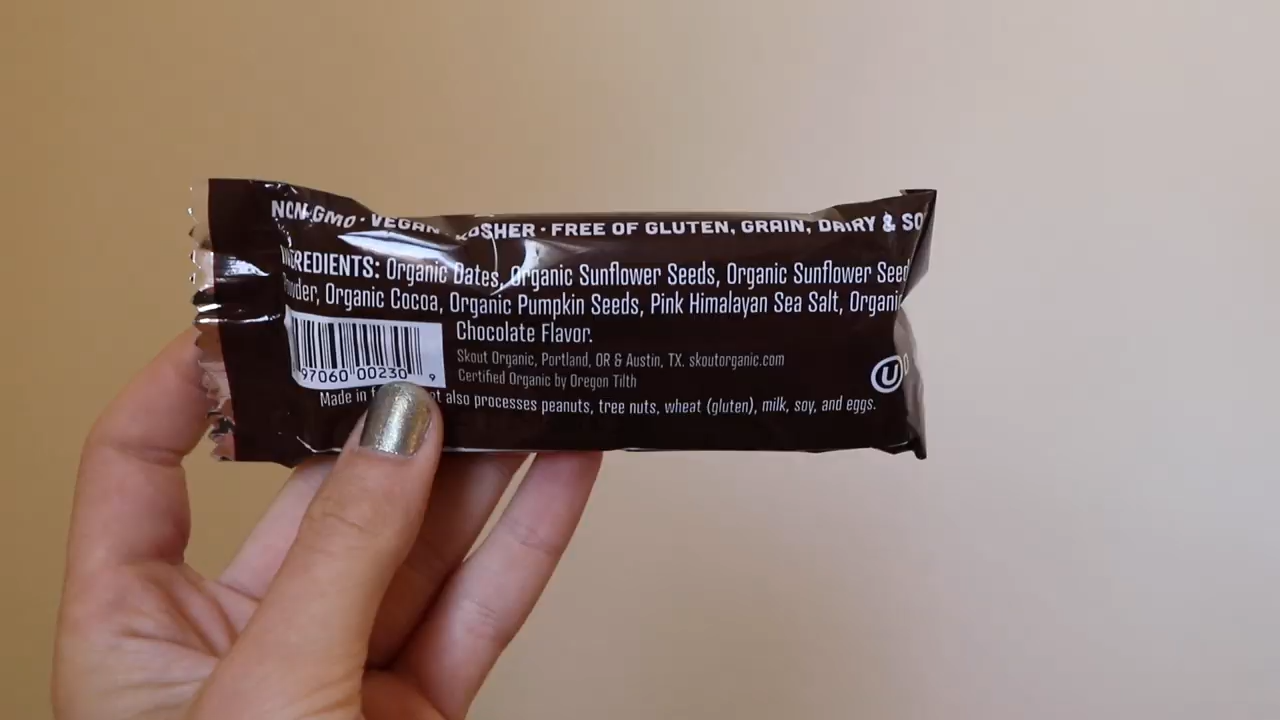 NON-GMO · VEGAN KOSHER · FREE OF GLUTEN, GRAIN, DAIRY & SO
INGREDIENTS: Organic Dates, Organic Sunflower Seeds, Organic Sunflower Seed
Powder, Organic Cocoa, Organic Pumpkin Seeds, Pink Himalayan Sea Salt, Organic
Chocolate Flavor.
Skout Organic, Portland, OR & Austin, TX. skoutorganic.com
Certified Organic by Oregon Tilth
97060 00230 9
U
Made in also processes peanuts, tree nuts, wheat (gluten), milk, soy, and eggs.